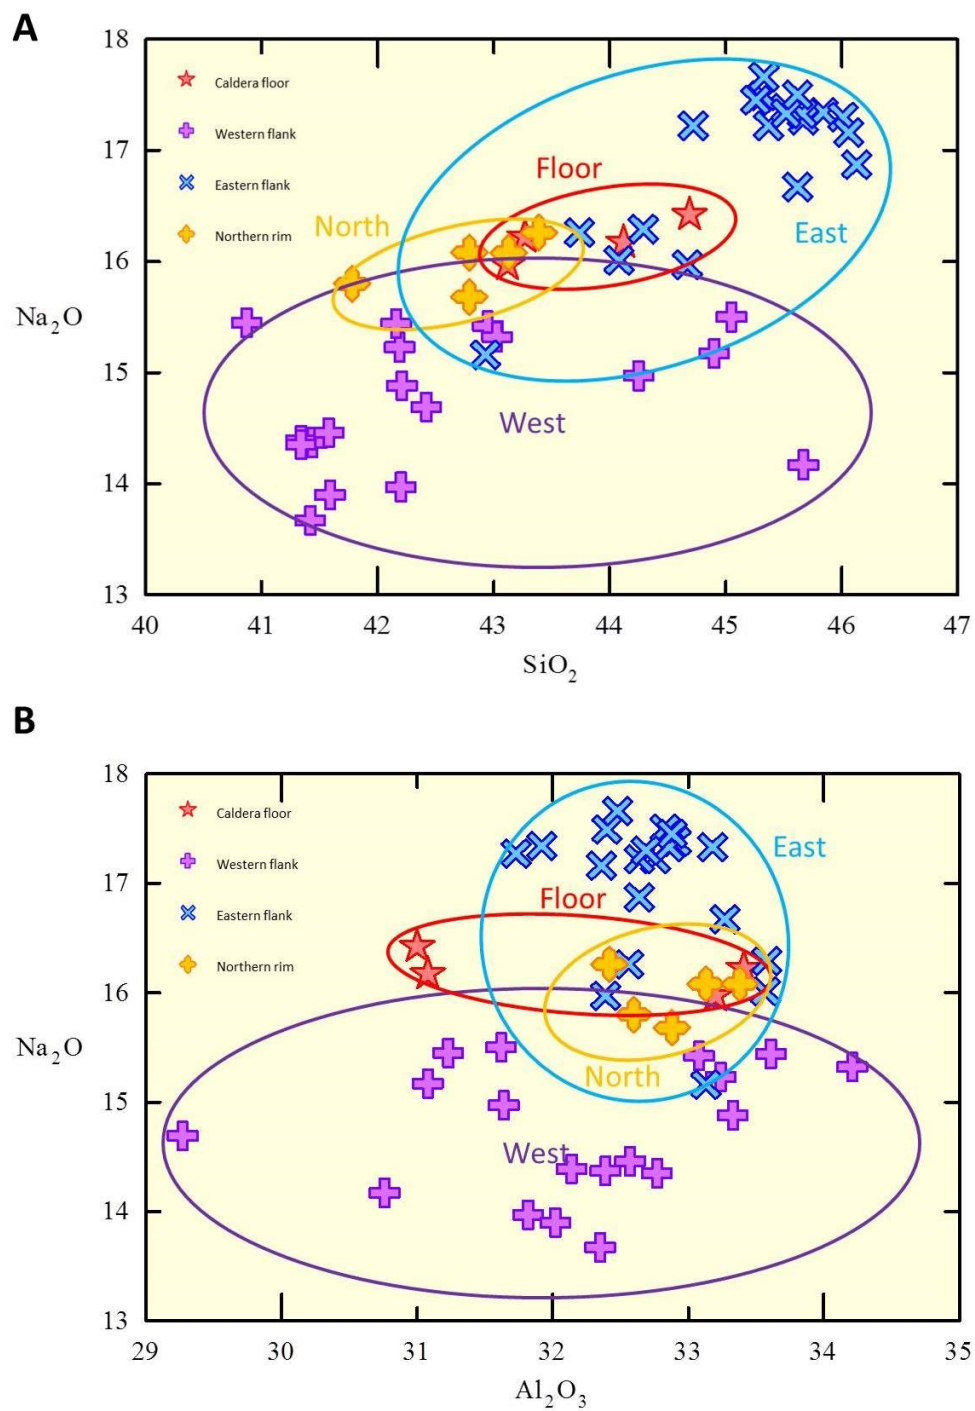 A
18
Caldera floor
17
Western flank
Floor
Eastern flank
North
East
Northern rim
16
Na₂O
15
West
14
13
40 41 42 43 44 45 46 47
SiO₂
B
18
Caldera floor
East
Western flank
17
Floor
Eastern flank
Northern rim
16
Na₂O
North
15
West
14
13
29 30 31 32 33 34 35
Al₂O₃